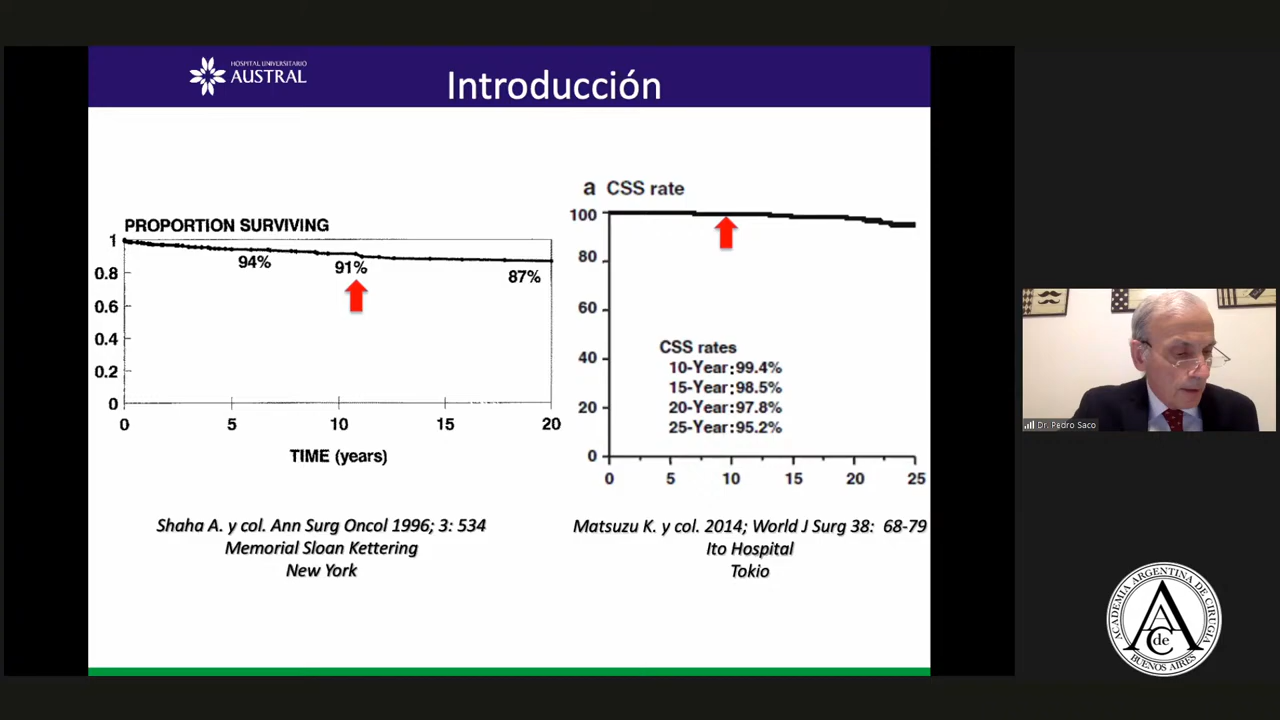 HOSPITAL UNIVERSITARIO
AUSTRAL
Introducción
PROPORTION SURVIVING
1
0.8
0.6
0.4
0.2
0
94%
91%
87%
0 5 10 15 20
TIME (years)
Shaha A. y col. Ann Surg Oncol 1996; 3: 534
Memorial Sloan Kettering
New York
a CSS rate
100
80
60
40
20
0
CSS rates
10-Year:99.4%
15-Year:98.5%
20-Year:97.8%
25-Year:95.2%
0 5 10 15 20 25
Matsuzu K. y col. 2014; World J Surg 38: 68-79
Ito Hospital
Tokio
Dr. Pedro Saco
ACADEMIA ARGENTINA DE CIRUGÍA
A
C de
BUENOS AIRES